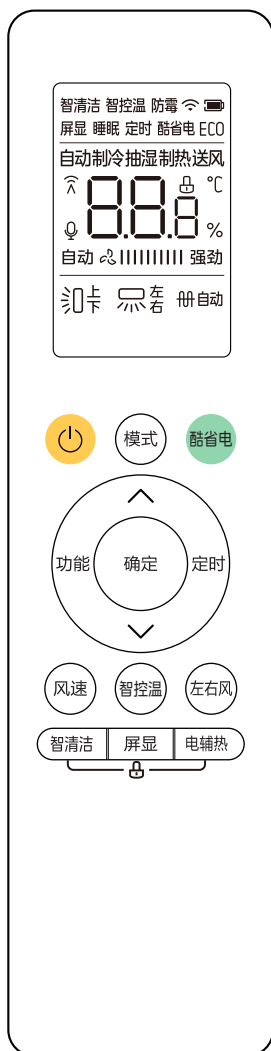 智清洁 智控温 防霉
屏显 睡眠 定时 酷省电 ECO
自动制冷抽湿制热送风
88.8 °C
%
自动 强劲
上下
左右
自动
模式 酷省电
功能 确定 定时
风速 智控温 左右风
智清洁 屏显 电辅热